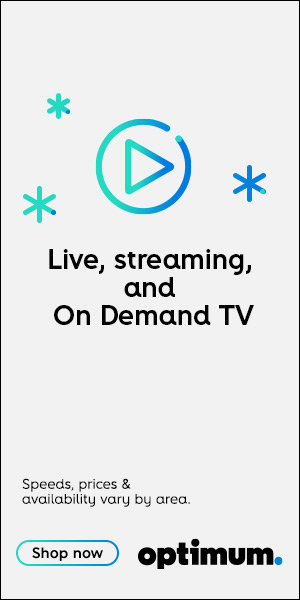 Live, streaming,
and
On Demand TV
Speeds, prices &
availability vary by area.
Shop now
optimum.